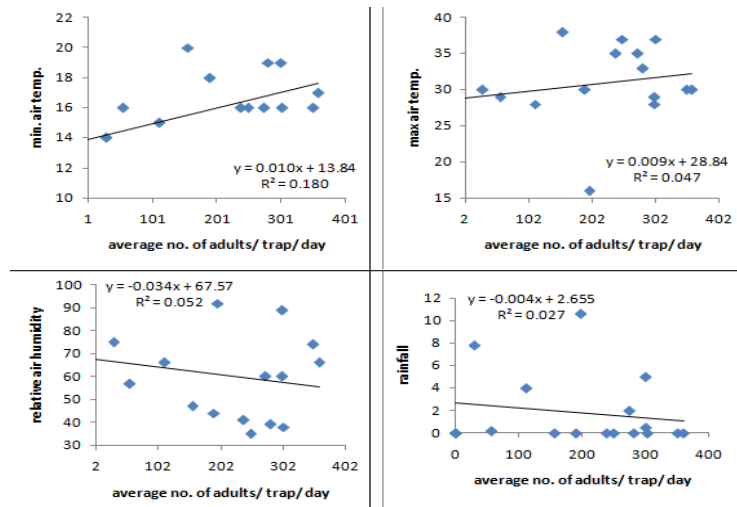 22
20
18
16
14
12
10
min. air temp.
y = 0.010x + 13.84
R² = 0.180
1 101 201 301 401
average no. of adults/ trap/ day
40
35
30
25
20
15
max air temp.
y = 0.009x + 28.84
R² = 0.047
2 102 202 302 402
average no. of adults/ trap/ day
100
90
80
70
60
50
40
30
relative air humidity
y = -0.034x + 67.57
R² = 0.052
2 102 202 302 402
average no. of adults/ trap/ day
12
10
8
6
4
2
0
rainfall
y = -0.004x + 2.655
R² = 0.027
0 100 200 300 400
average no. of adults/ trap/ day